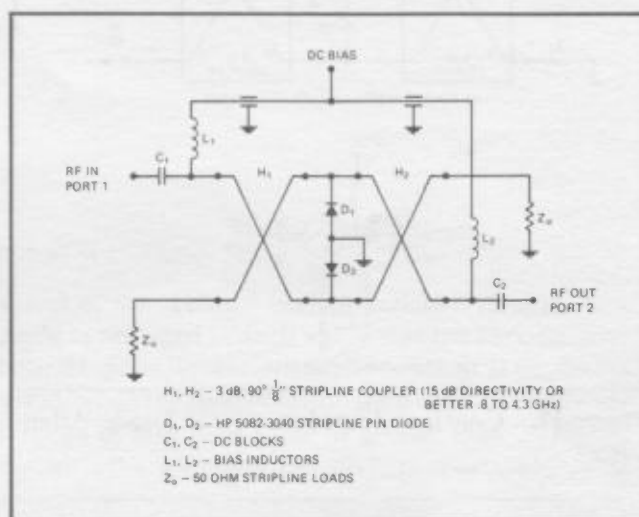 DC BIAS
L₁
RF IN
PORT 1
C₁
H₁
H₂
D₁
D₂
L₂
Zₒ
C₂
RF OUT
PORT 2
Zₒ
H₁, H₂ – 3 dB, 90° 1/8" STRIPLINE COUPLER (15 dB DIRECTIVITY OR
BETTER .8 TO 4.3 GHz)
D₁, D₂ – HP 5082-3040 STRIPLINE PIN DIODE
C₁, C₂ – DC BLOCKS
L₁, L₂ – BIAS INDUCTORS
Zₒ – 50 OHM STRIPLINE LOADS